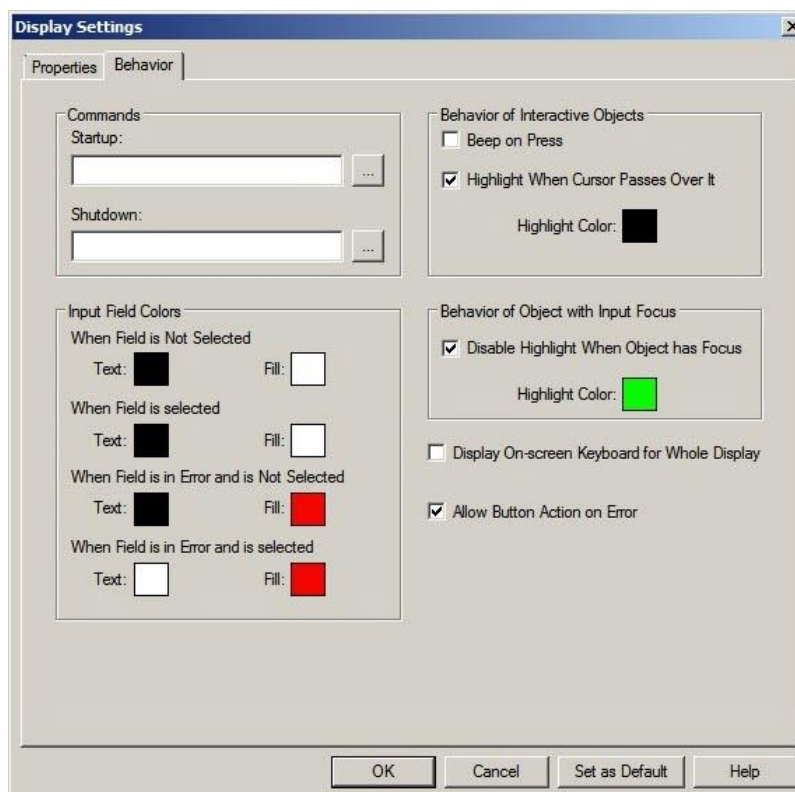 Display Settings
Properties Behavior
Commands
Startup:
...
Shutdown:
...
Input Field Colors
When Field is Not Selected
Text: Fill:
When Field is selected
Text: Fill:
When Field is in Error and is Not Selected
Text: Fill:
When Field is in Error and is selected
Text: Fill:
Behavior of Interactive Objects
Beep on Press
Highlight When Cursor Passes Over It
Highlight Color:
Behavior of Object with Input Focus
Disable Highlight When Object has Focus
Highlight Color:
Display On-screen Keyboard for Whole Display
Allow Button Action on Error
OK Cancel Set as Default Help